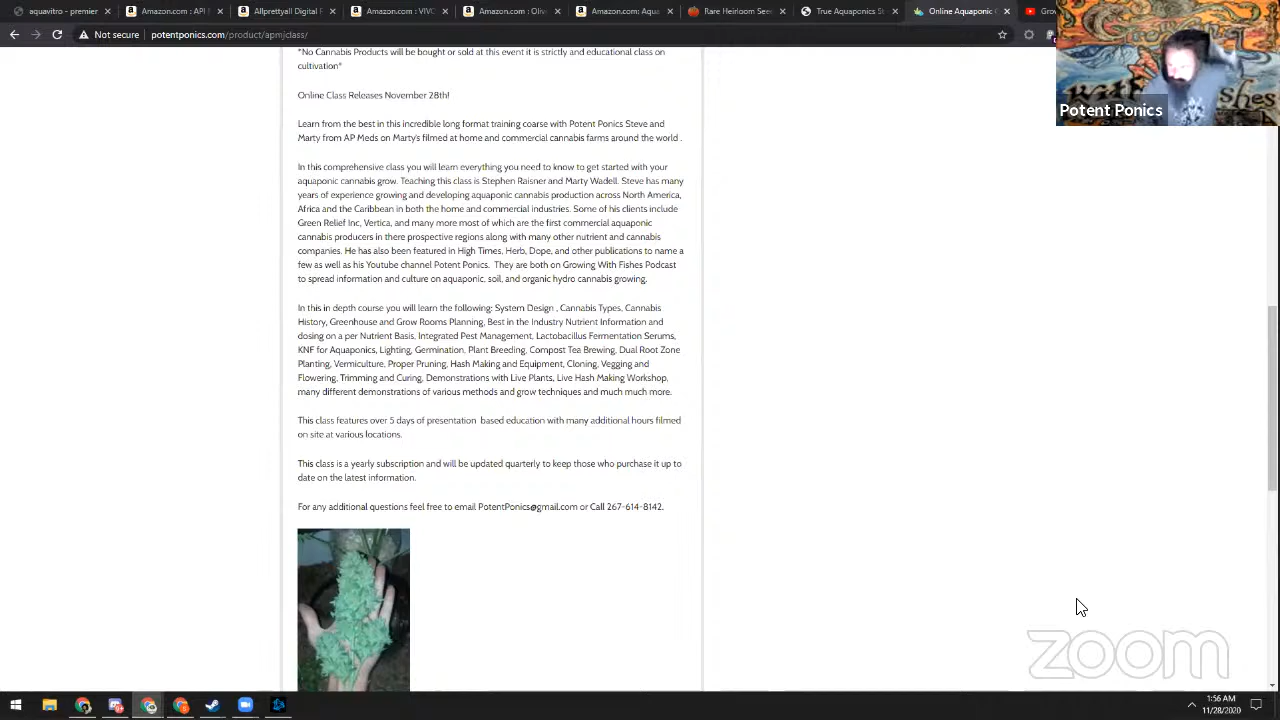 aquavitro - premier
Amazon.com : API
Allprettyall Digital F
Amazon.com : VIVO
Amazon.com : Olive
Amazon.com: Aqua
Rare Heirloom See
True Aquaponics S
Online Aquaponic C
Gro
Not secure | potentponics.com/product/apmjclass/
Potent Ponics
*No Cannabis Products will be bought or sold at this event it is strictly and educational class on
cultivation*
Online Class Releases November 28th!
Learn from the best in this incredible long format training coarse with Potent Ponics Steve and
Marty from AP Meds on Marty's filmed at home and commercial cannabis farms around the world .
In this comprehensive class you will learn everything you need to know to get started with your
aquaponic cannabis grow. Teaching this class is Stephen Raisner and Marty Wadell. Steve has many
years of experience growing and developing aquaponic cannabis production across North America,
Africa and the Caribbean in both the home and commercial industries. Some of his clients include
Green Relief Inc, Vertica, and many more most of which are the first commercial aquaponic
cannabis producers in there prospective regions along with many other nutrient and cannabis
companies. He has also been featured in High Times, Herb, Dope, and other publications to name a
few as well as his Youtube channel Potent Ponics. They are both on Growing With Fishes Podcast
to spread information and culture on aquaponic, soil, and organic hydro cannabis growing.
In this in depth course you will learn the following: System Design , Cannabis Types, Cannabis
History, Greenhouse and Grow Rooms Planning, Best in the Industry Nutrient Information and
dosing on a per Nutrient Basis, Integrated Pest Management, Lactobacillus Fermentation Serums,
KNF for Aquaponics, Lighting, Germination, Plant Breeding, Compost Tea Brewing, Dual Root Zone
Planting, Vermiculture, Proper Pruning, Hash Making and Equipment, Cloning, Vegging and
Flowering, Trimming and Curing, Demonstrations with Live Plants, Live Hash Making Workshop,
many different demonstrations of various methods and grow techniques and much much more.
This class features over 5 days of presentation based education with many additional hours filmed
on site at various locations.
This class is a yearly subscription and will be updated quarterly to keep those who purchase it up to
date on the latest information.
For any additional questions feel free to email PotentPonics@gmail.com or Call 267-614-8142.
zoom
1:56 AM
11/28/2020